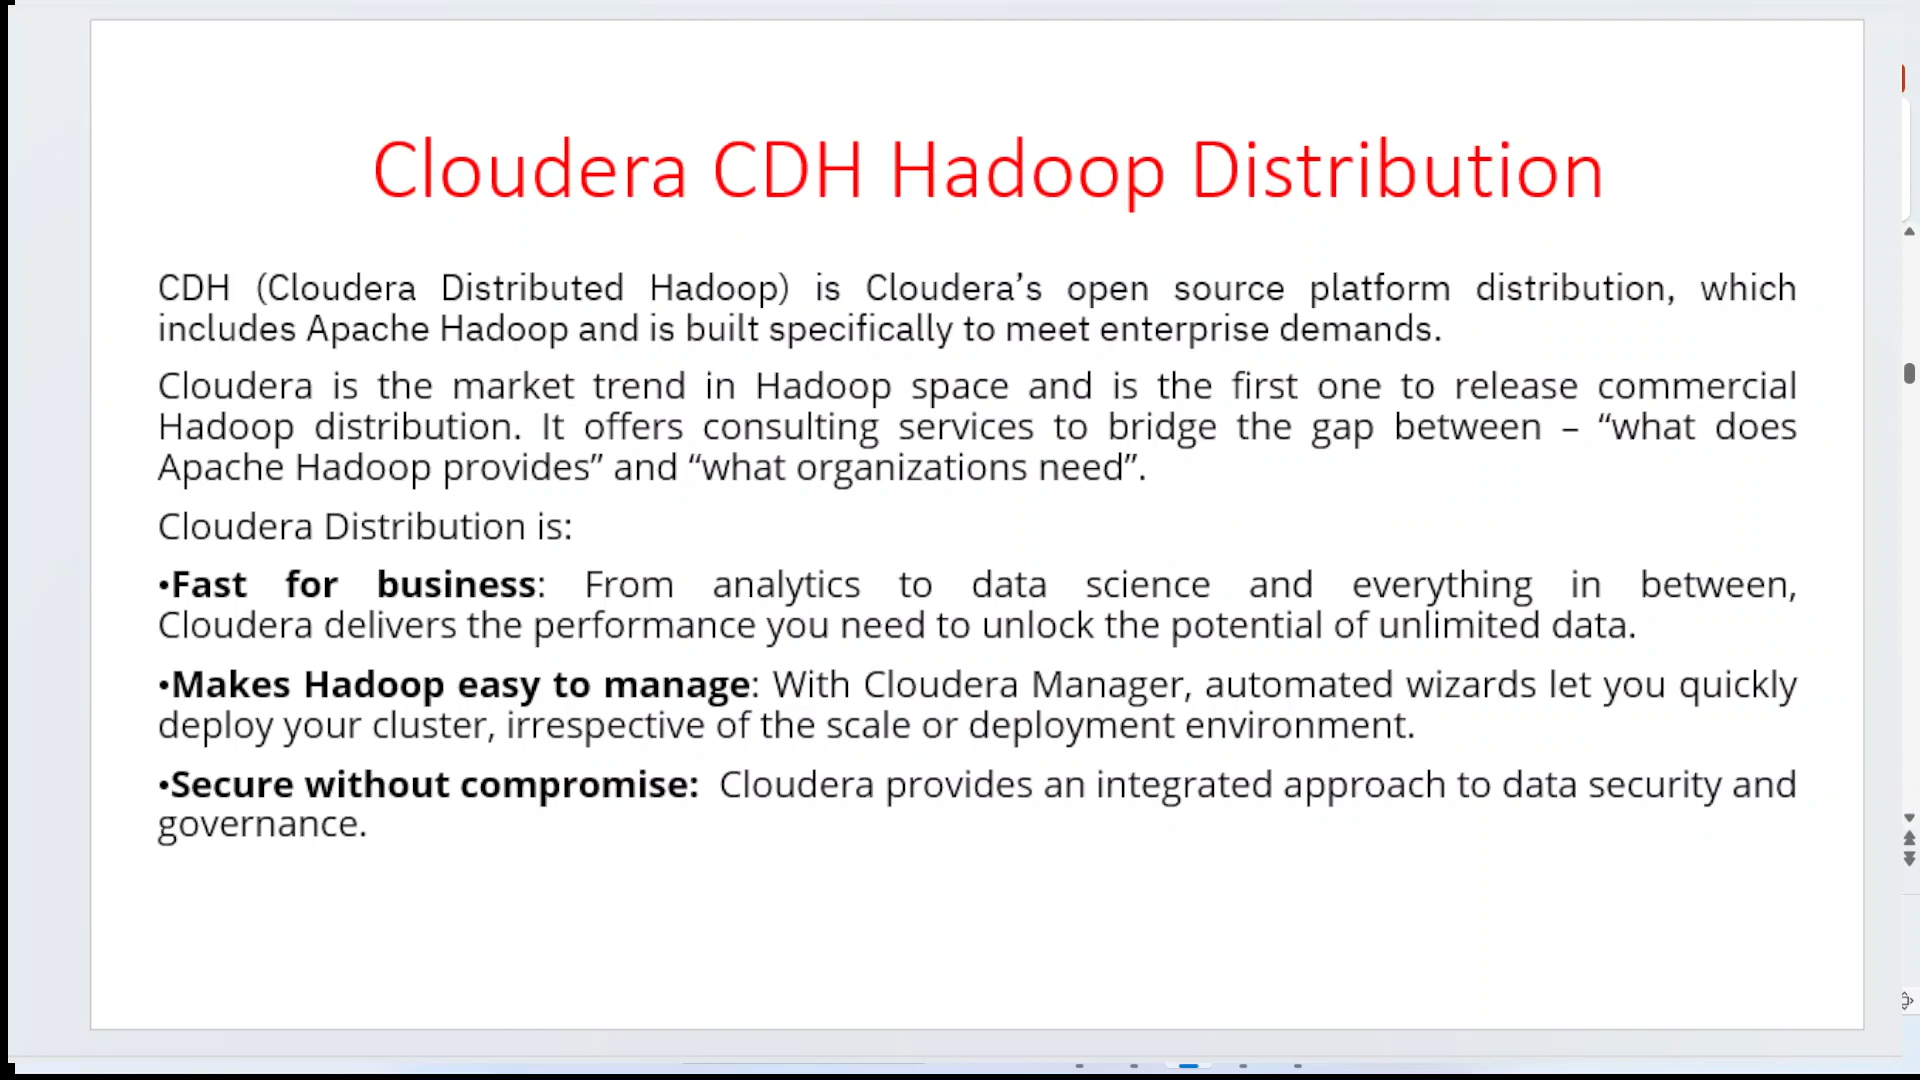 Cloudera CDH Hadoop Distribution
CDH (Cloudera Distributed Hadoop) is Cloudera’s open source platform distribution, which
includes Apache Hadoop and is built specifically to meet enterprise demands.
Cloudera is the market trend in Hadoop space and is the first one to release commercial
Hadoop distribution. It offers consulting services to bridge the gap between – “what does
Apache Hadoop provides” and “what organizations need”.
Cloudera Distribution is:
•Fast for business: From analytics to data science and everything in between,
Cloudera delivers the performance you need to unlock the potential of unlimited data.
•Makes Hadoop easy to manage: With Cloudera Manager, automated wizards let you quickly
deploy your cluster, irrespective of the scale or deployment environment.
•Secure without compromise: Cloudera provides an integrated approach to data security and
governance.